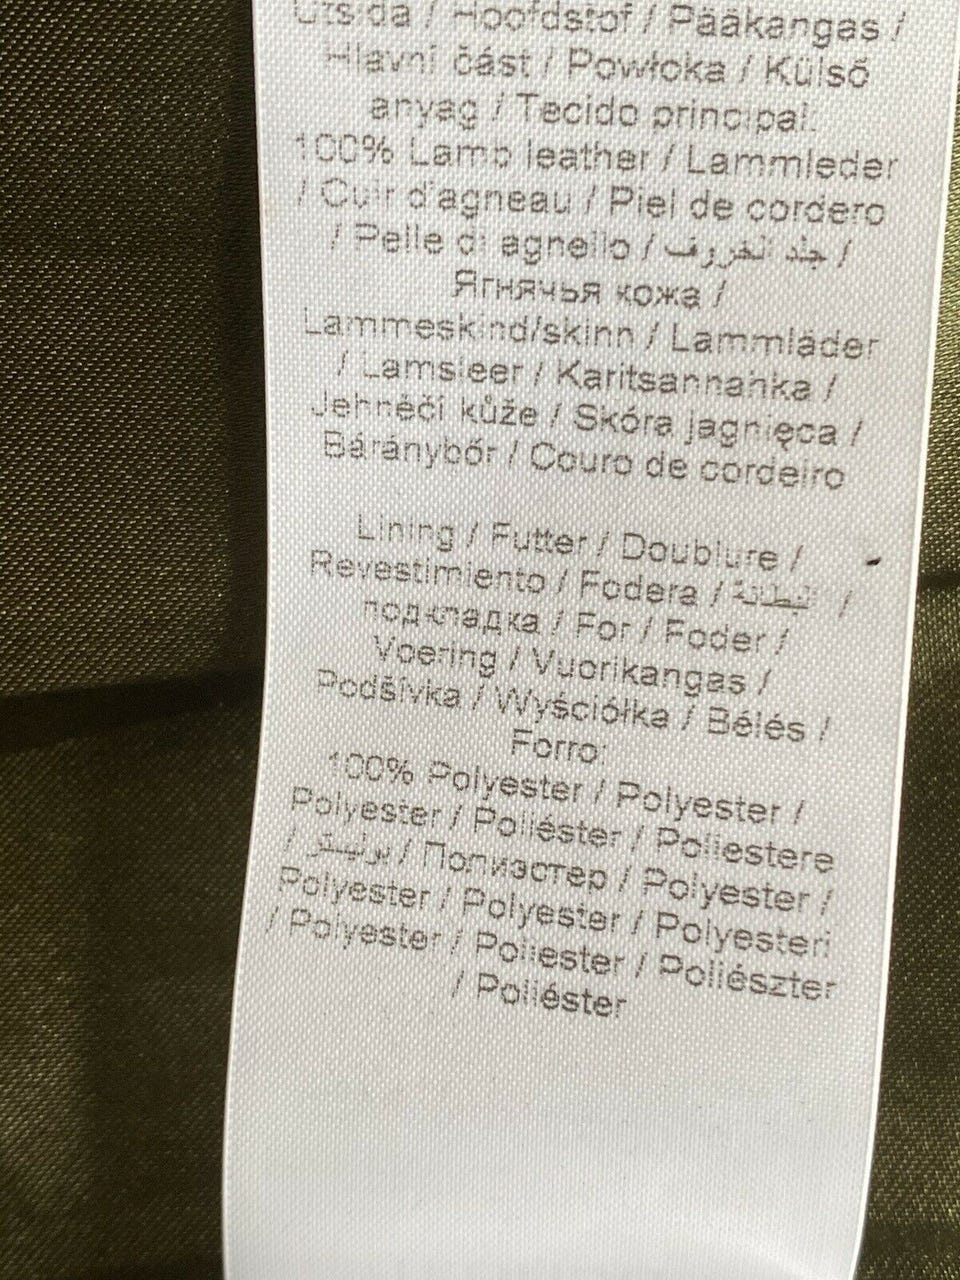 Utsida / Hoofdstof / Pääkangas /
Hlavní část / Powłoka / Külső
anyag / Tecido principal:
100% Lamb leather / Lammleder
/ Cuir d'agneau / Piel de cordero
/ Pelle di agnello / جلد الخروف /
Ягнячья кожа /
Lammeskind/skinn / Lammläder
/ Lamsleer / Karitsannahka /
Jehněčí kůže / Skóra jagnięca /
Báránybőr / Couro de cordeiro
Lining / Futter / Doublure /
Revestimiento / Fodera / البطانة /
подкладка / For / Foder /
Voering / Vuorikangas /
Podšívka / Wyściółka / Bélés /
Forro:
100% Polyester / Polyester /
Polyester / Poliéster / Poliestere
/ بوليستر / Полиэстер / Polyester /
Polyester / Polyester / Polyesteri
/ Polyester / Poliester / Poliészter
/ Poliéster